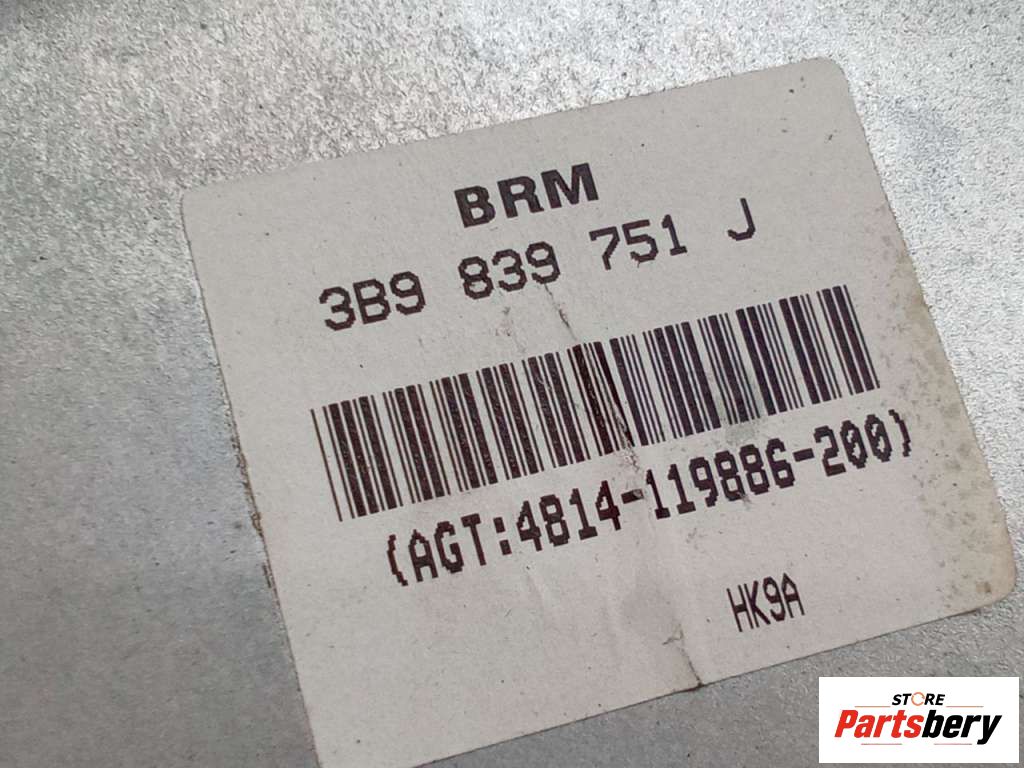 BRM
3B9 839 751 J
(AGT:4814-119886-200)
HK9A
STORE
Partsbery